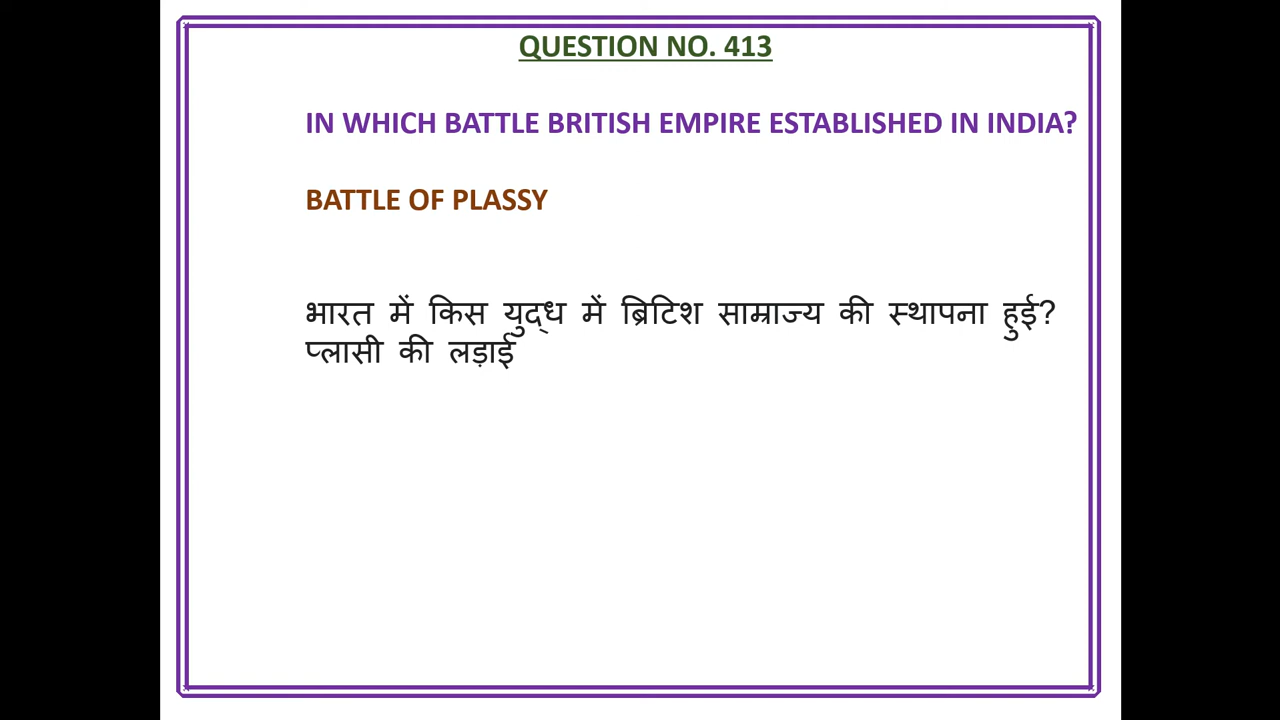 QUESTION NO. 413
IN WHICH BATTLE BRITISH EMPIRE ESTABLISHED IN INDIA?
BATTLE OF PLASSY
भारत में किस युद्ध में ब्रिटिश साम्राज्य की स्थापना हुई?
प्लासी की लड़ाई